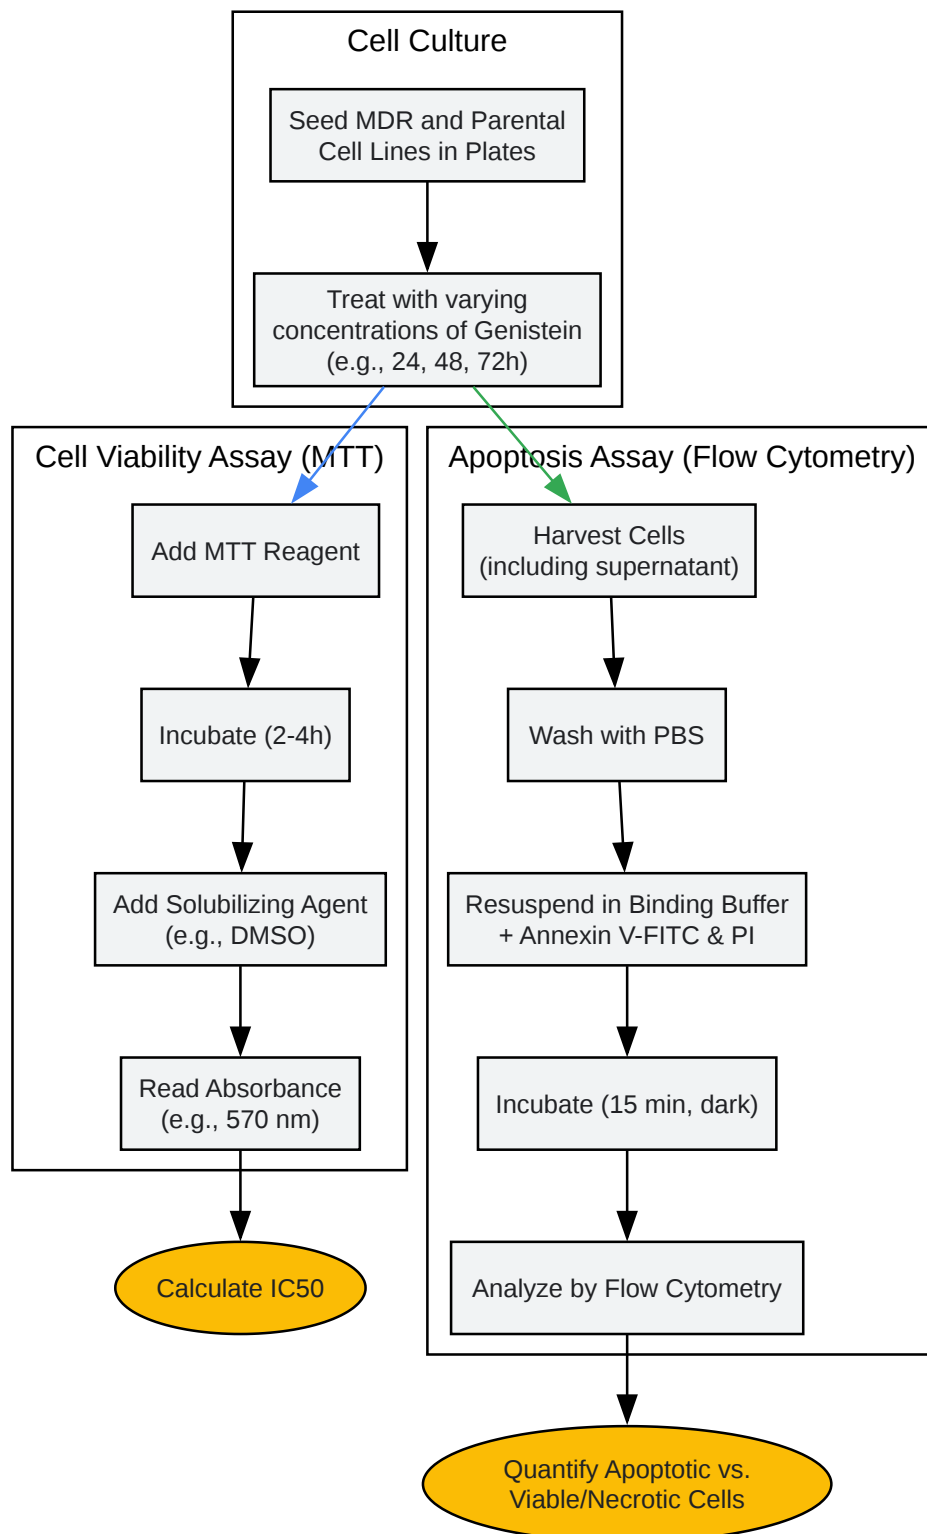 Cell Culture
Seed MDR and Parental
Cell Lines in Plates
Treat with varying
concentrations of Genistein
(e.g., 24, 48, 72h)
Cell Viability Assay (MTT)
Add MTT Reagent
Incubate (2-4h)
Add Solubilizing Agent
(e.g., DMSO)
Read Absorbance
(e.g., 570 nm)
Calculate IC50
Apoptosis Assay (Flow Cytometry)
Harvest Cells
(including supernatant)
Wash with PBS
Resuspend in Binding Buffer
+ Annexin V-FITC & PI
Incubate (15 min, dark)
Analyze by Flow Cytometry
Quantify Apoptotic vs.
Viable/Necrotic Cells